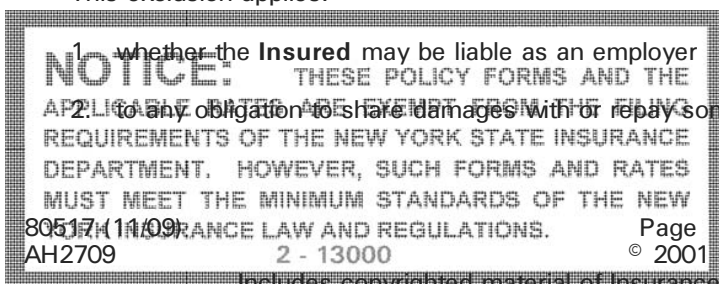 This exclusion applies:
1. whether the Insured may be liable as an employer
2. to any obligation to share damages with or repay
NOTICE: THESE POLICY FORMS AND THE
APPLICABLE RATES ARE EXEMPT FROM THE FILING
REQUIREMENTS OF THE NEW YORK STATE INSURANCE
DEPARTMENT. HOWEVER, SUCH FORMS AND RATES
MUST MEET THE MINIMUM STANDARDS OF THE NEW
YORK INSURANCE LAW AND REGULATIONS.
2 - 13000
80517 (11/09) Page
AH2709 © 2001
Includes copyrighted material of Insurance